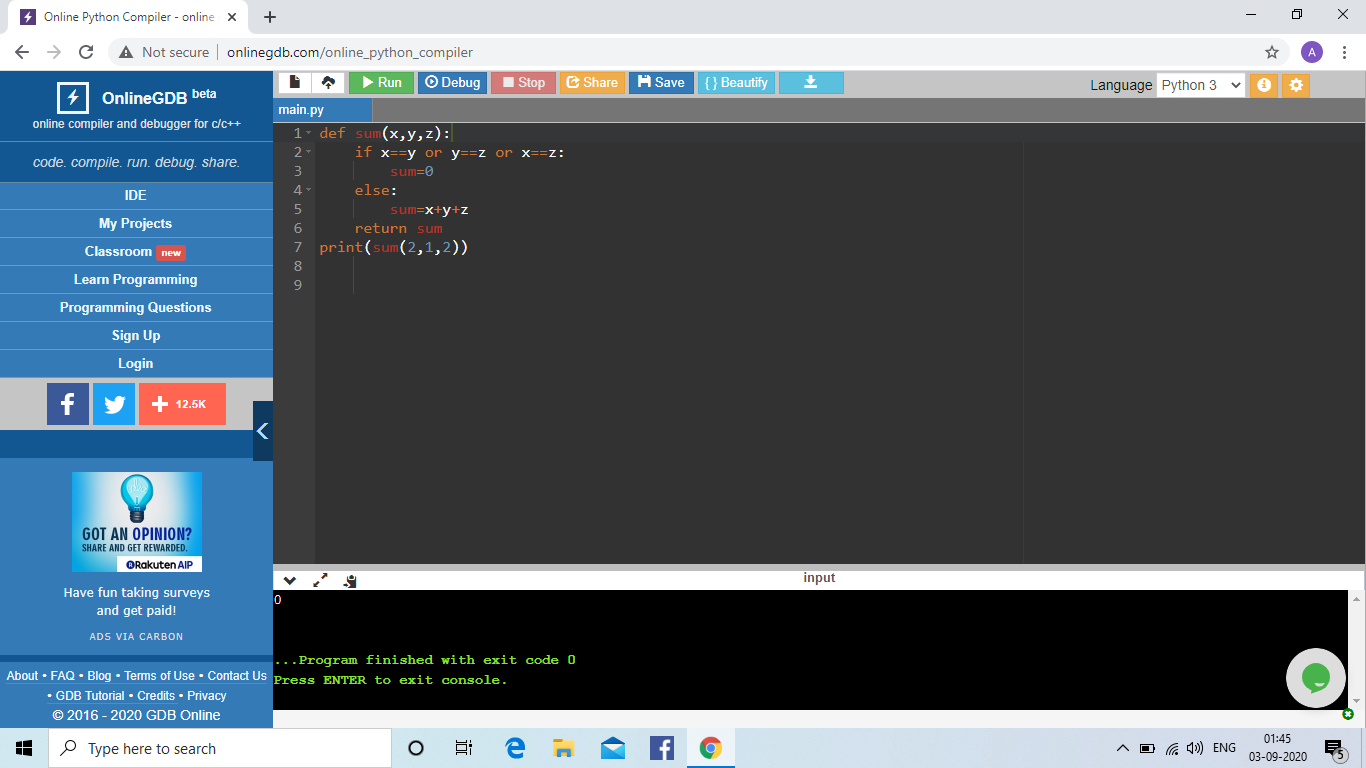 Online Python Compiler - online
Not secure | onlinegdb.com/online_python_compiler
A
OnlineGDB beta
online compiler and debugger for c/c++
code. compile. run. debug. share.
IDE
My Projects
Classroom new
Learn Programming
Programming Questions
Sign Up
Login
12.5K
GOT AN OPINION?
SHARE AND GET REWARDED.
Rakuten AIP
Have fun taking surveys
and get paid!
ADS VIA CARBON
About • FAQ • Blog • Terms of Use • Contact Us
• GDB Tutorial • Credits • Privacy
© 2016 - 2020 GDB Online
Run Debug Stop Share Save { } Beautify
Language Python 3
main.py
1 def sum(x,y,z):
2 if x==y or y==z or x==z:
3 sum=0
4 else:
5 sum=x+y+z
6 return sum
7 print(sum(2,1,2))
8
9
input
0
...Program finished with exit code 0
Press ENTER to exit console.
Type here to search
ENG
01:45
03-09-2020
5